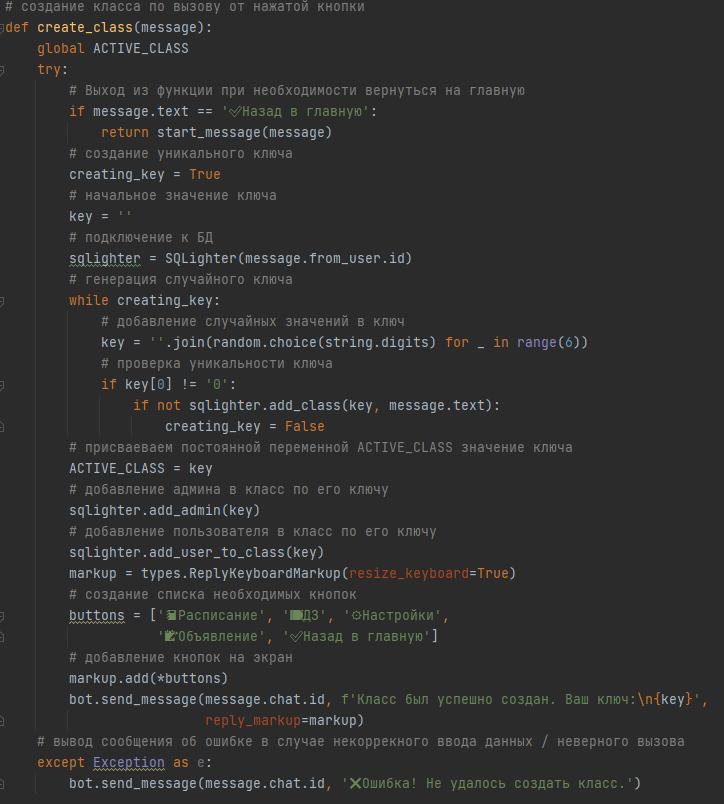 # создание класса по вызову от нажатой кнопки
def create_class(message):
    global ACTIVE_CLASS
    try:
        # Выход из функции при необходимости вернуться на главную
        if message.text == '✅Назад в главную':
            return start_message(message)
        # создание уникального ключа
        creating_key = True
        # начальное значение ключа
        key = ''
        # подключение к БД
        sqlighter = SQLighter(message.from_user.id)
        # генерация случайного ключа
        while creating_key:
            # добавление случайных значений в ключ
            key = ''.join(random.choice(string.digits) for _ in range(6))
            # проверка уникальности ключа
            if key[0] != '0':
                if not sqlighter.add_class(key, message.text):
                    creating_key = False
        # присваеваем постоянной переменной ACTIVE_CLASS значение ключа
        ACTIVE_CLASS = key
        # добавление админа в класс по его ключу
        sqlighter.add_admin(key)
        # добавление пользователя в класс по его ключу
        sqlighter.add_user_to_class(key)
        markup = types.ReplyKeyboardMarkup(resize_keyboard=True)
        # создание списка необходимых кнопок
        buttons = ['Расписание', 'ДЗ', '⚙Настройки',
                   'Объявление', '✅Назад в главную']
        # добавление кнопок на экран
        markup.add(*buttons)
        bot.send_message(message.chat.id, f'Класс был успешно создан. Ваш ключ:\n{key}',
                         reply_markup=markup)
    # вывод сообщения об ошибке в случае некоррекного ввода данных / неверного вызова
    except Exception as e:
        bot.send_message(message.chat.id, '❌Ошибка! Не удалось создать класс.')